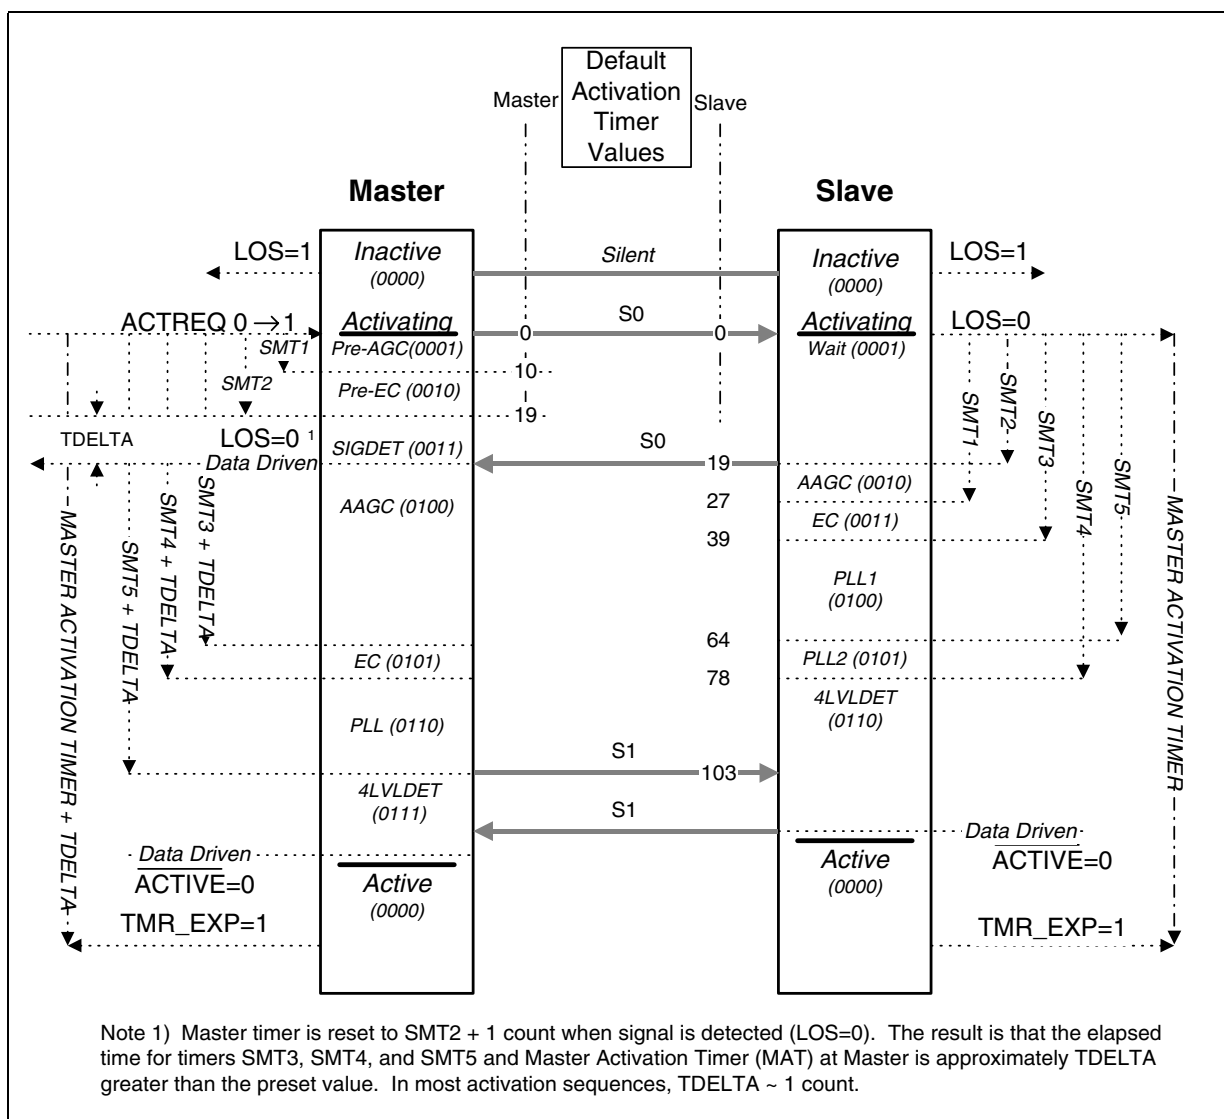 Default
Activation
Timer
Values
Master
Slave
Master
Slave
LOS=1
Inactive
(0000)
Silent
Inactive
(0000)
LOS=1
ACTREQ 0 → 1
Activating
Pre-AGC(0001)
0
S0
0
Activating
Wait (0001)
LOS=0
SMT1
10
SMT2
Pre-EC (0010)
19
TDELTA
LOS=0 1
Data Driven
SIGDET (0011)
S0
19
SMT1
SMT2
SMT3
SMT4
SMT5
MASTER ACTIVATION TIMER
AAGC (0100)
AAGC (0010)
27
EC (0011)
39
PLL1
(0100)
MASTER ACTIVATION TIMER + TDELTA
SMT5 + TDELTA
SMT4 + TDELTA
SMT3 + TDELTA
64
EC (0101)
PLL2 (0101)
78
4LVLDET
(0110)
PLL (0110)
S1
103
4LVLDET
(0111)
S1
Data Driven
ACTIVE=0
Data Driven
ACTIVE=0
Active
(0000)
Active
(0000)
TMR_EXP=1
TMR_EXP=1
Note 1) Master timer is reset to SMT2 + 1 count when signal is detected (LOS=0). The result is that the elapsed
time for timers SMT3, SMT4, and SMT5 and Master Activation Timer (MAT) at Master is approximately TDELTA
greater than the preset value. In most activation sequences, TDELTA ~ 1 count.